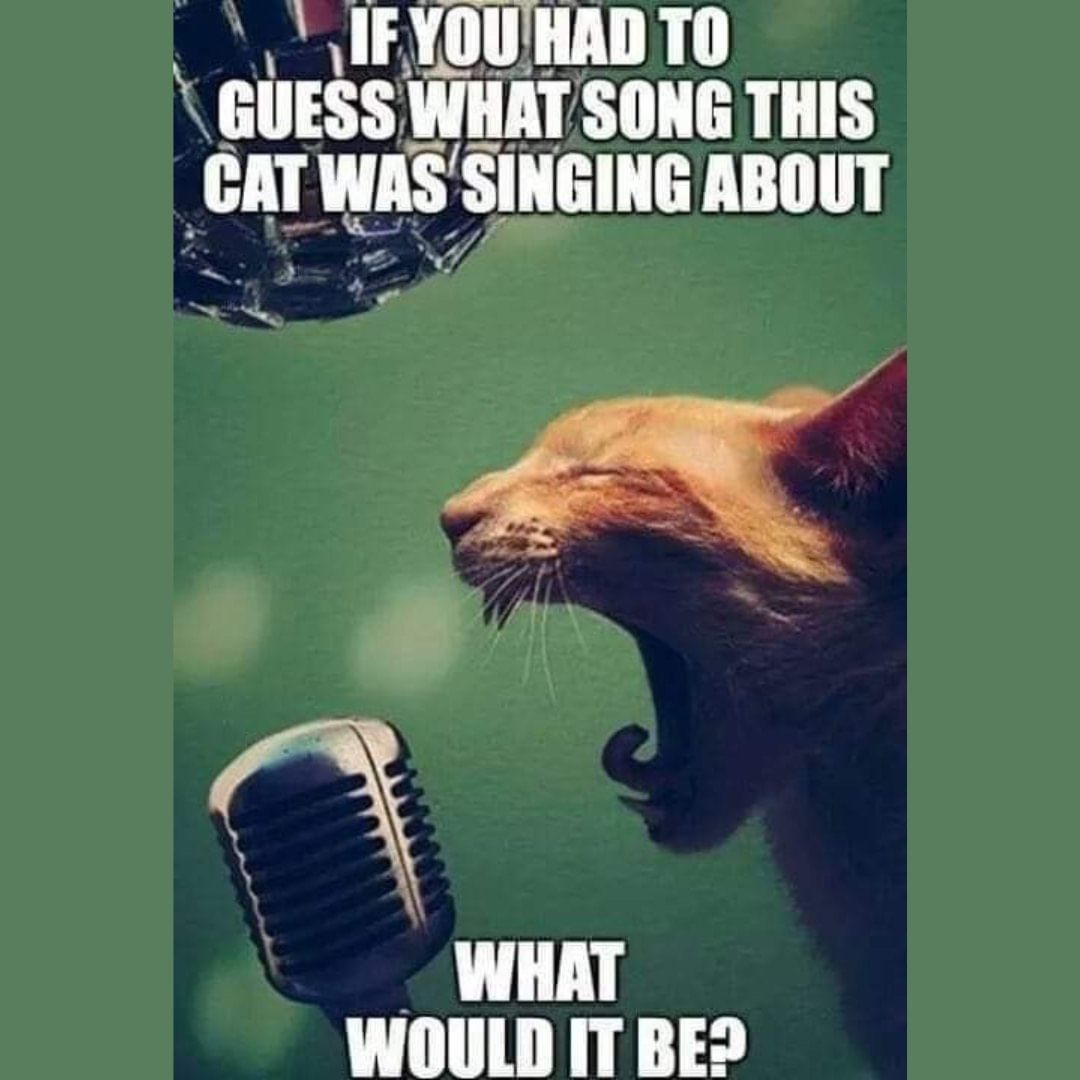 IF YOU HAD TO
GUESS WHAT SONG THIS
CAT WAS SINGING ABOUT
WHAT
WOULD IT BE?